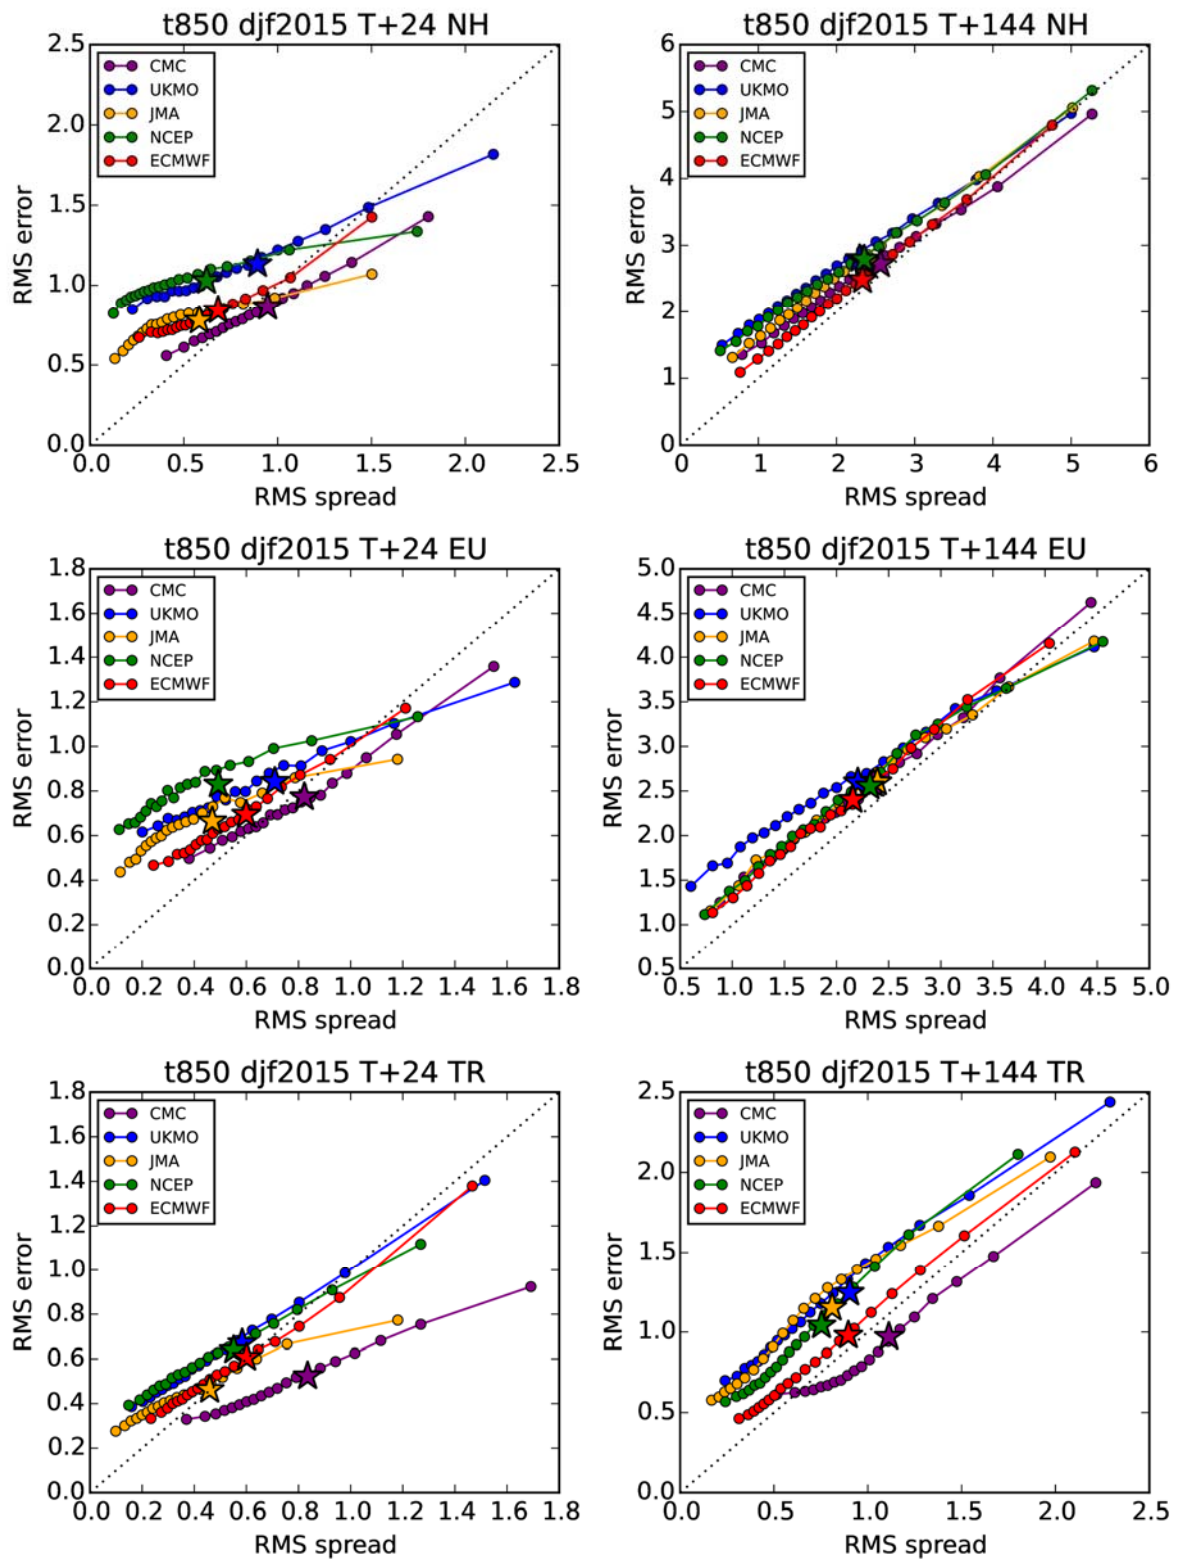 t850 djf2015 T+24 NH
2.5
2.0
1.5
1.0
0.5
0.0
RMS error
CMC
UKMO
JMA
NCEP
ECMWF
0.0 0.5 1.0 1.5 2.0 2.5
RMS spread
t850 djf2015 T+144 NH
6
5
4
3
2
1
0
RMS error
CMC
UKMO
JMA
NCEP
ECMWF
0 1 2 3 4 5 6
RMS spread
t850 djf2015 T+24 EU
1.8
1.6
1.4
1.2
1.0
0.8
0.6
0.4
0.2
0.0
RMS error
CMC
UKMO
JMA
NCEP
ECMWF
0.0 0.2 0.4 0.6 0.8 1.0 1.2 1.4 1.6 1.8
RMS spread
t850 djf2015 T+144 EU
5.0
4.5
4.0
3.5
3.0
2.5
2.0
1.5
1.0
0.5
RMS error
CMC
UKMO
JMA
NCEP
ECMWF
0.5 1.0 1.5 2.0 2.5 3.0 3.5 4.0 4.5 5.0
RMS spread
t850 djf2015 T+24 TR
1.8
1.6
1.4
1.2
1.0
0.8
0.6
0.4
0.2
0.0
RMS error
CMC
UKMO
JMA
NCEP
ECMWF
0.0 0.2 0.4 0.6 0.8 1.0 1.2 1.4 1.6 1.8
RMS spread
t850 djf2015 T+144 TR
2.5
2.0
1.5
1.0
0.5
0.0
RMS error
CMC
UKMO
JMA
NCEP
ECMWF
0.0 0.5 1.0 1.5 2.0 2.5
RMS spread